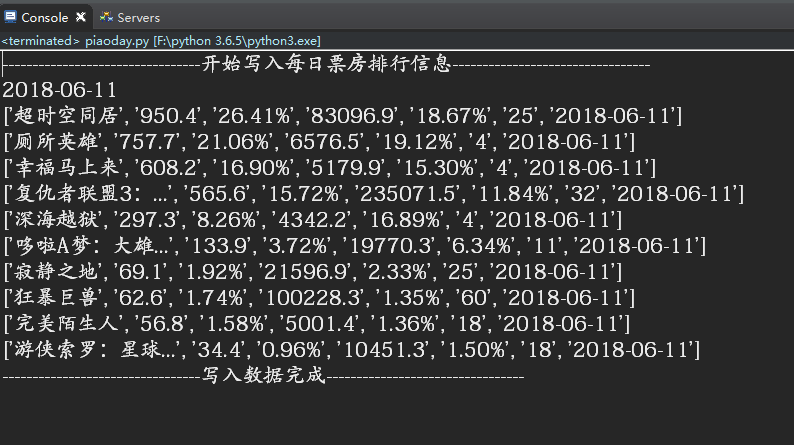 Console Servers
<terminated> piaoday.py [F:\python 3.6.5\python3.exe]
---------------------------------开始写入每日票房排行信息---------------------------------
2018-06-11
['超时空同居','950.4','26.41%','83096.9','18.67%','25','2018-06-11']
['厕所英雄','757.7','21.06%','6576.5','19.12%','4','2018-06-11']
['幸福马上来','608.2','16.90%','5179.9','15.30%','4','2018-06-11']
['复仇者联盟3：...','565.6','15.72%','235071.5','11.84%','32','2018-06-11']
['深海越狱','297.3','8.26%','4342.2','16.89%','4','2018-06-11']
['哆啦A梦：大雄...','133.9','3.72%','19770.3','6.34%','11','2018-06-11']
['寂静之地','69.1','1.92%','21596.9','2.33%','25','2018-06-11']
['狂暴巨兽','62.6','1.74%','100228.3','1.35%','60','2018-06-11']
['完美陌生人','56.8','1.58%','5001.4','1.36%','18','2018-06-11']
['游侠索罗：星球...','34.4','0.96%','10451.3','1.50%','18','2018-06-11']
---------------------------------写入数据完成---------------------------------